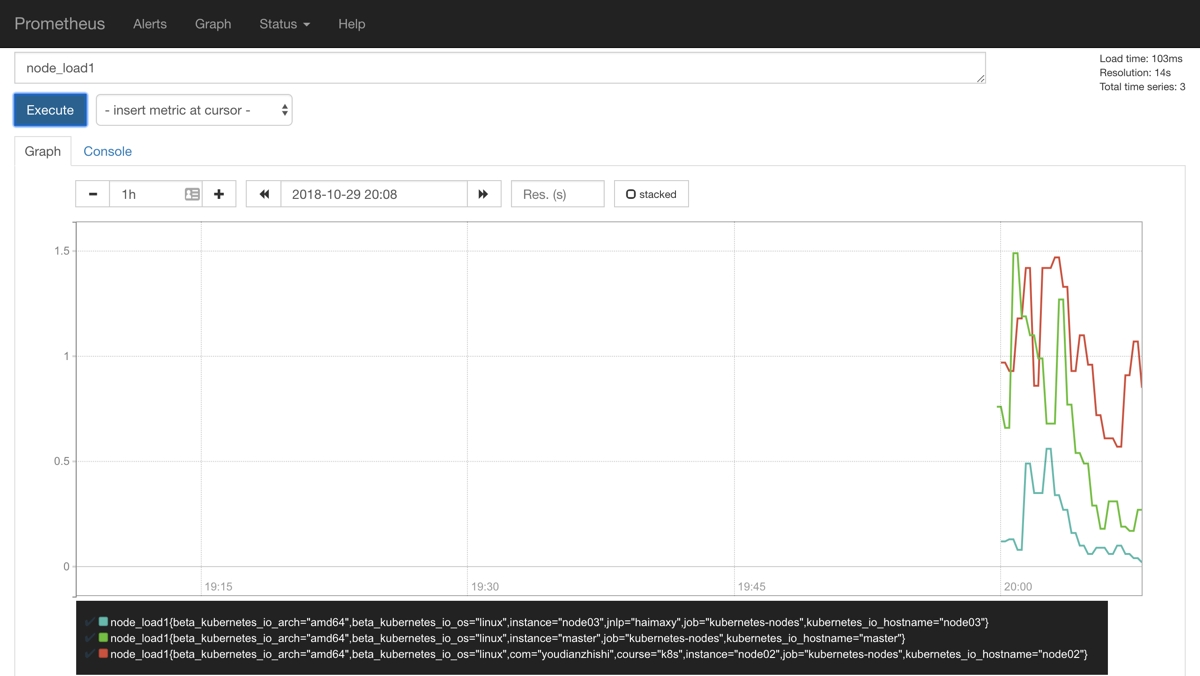 Prometheus Alerts Graph Status Help
node_load1
Load time: 103ms
Resolution: 14s
Total time series: 3
Execute - insert metric at cursor -
Graph Console
1h 2018-10-29 20:08 Res. (s) stacked
1.5
1
0.5
0
19:15 19:30 19:45 20:00
node_load1{beta_kubernetes_io_arch="amd64",beta_kubernetes_io_os="linux",instance="node03",jnlp="haimaxy",job="kubernetes-nodes",kubernetes_io_hostname="node03"}
node_load1{beta_kubernetes_io_arch="amd64",beta_kubernetes_io_os="linux",instance="master",job="kubernetes-nodes",kubernetes_io_hostname="master"}
node_load1{beta_kubernetes_io_arch="amd64",beta_kubernetes_io_os="linux",com="youdianzhishi",course="k8s",instance="node02",job="kubernetes-nodes",kubernetes_io_hostname="node02"}